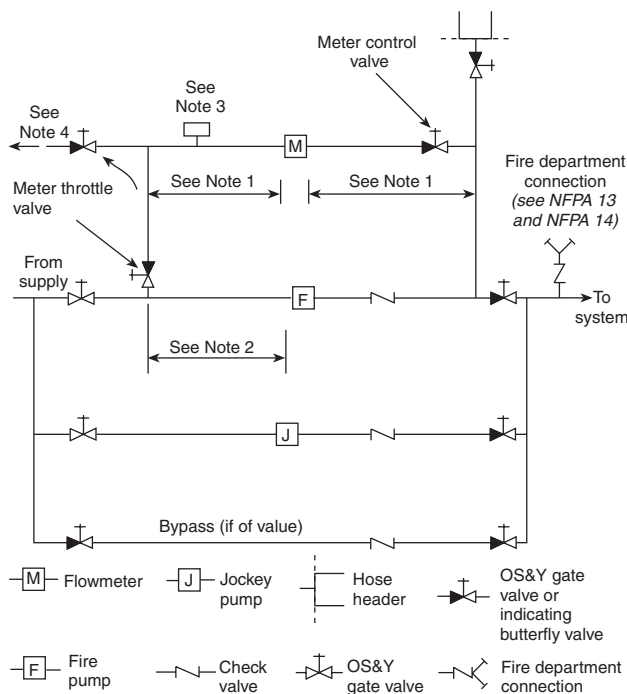 Meter control
valve
See
Note 3
See
Note 4
M
Fire department
connection
(see NFPA 13
and NFPA 14)
See Note 1
See Note 1
Meter throttle
valve
From
supply
F
To
system
See Note 2
J
Bypass (if of value)
M
Flowmeter
J
Jockey
pump
Hose
header
OS&Y gate
valve or
indicating
butterfly valve
F
Fire
pump
Check
valve
OS&Y
gate valve
Fire department
connection